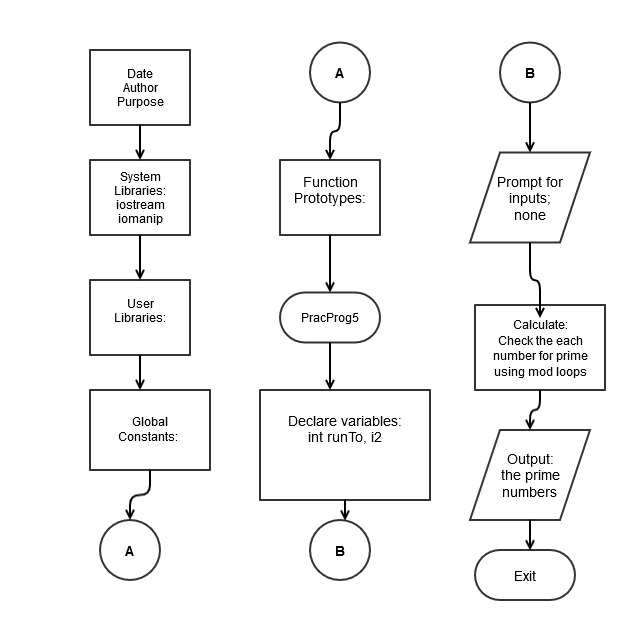 Date
Author
Purpose
System
Libraries:
iostream
iomanip
User
Libraries:
Global
Constants:
A
A
Function
Prototypes:
PracProg5
Declare variables:
int runTo, i2
B
B
Prompt for
inputs;
none
Calculate:
Check the each
number for prime
using mod loops
Output:
the prime
numbers
Exit